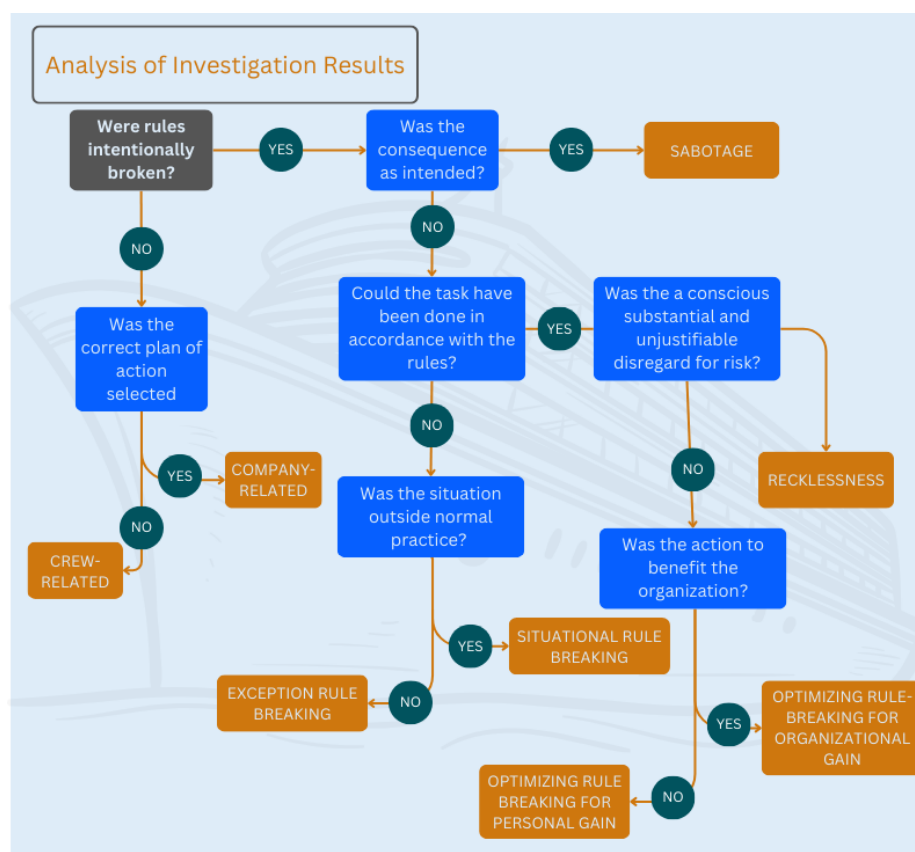 Analysis of Investigation Results
Were rules
intentionally
broken?
YES
Was the
consequence
as intended?
YES
SABOTAGE
NO
NO
Was the
correct plan of
action
selected
Could the task have
been done in
accordance with the
rules?
YES
Was the a conscious
substantial and
unjustifiable
disregard for risk?
NO
YES
COMPANY-
RELATED
NO
CREW-
RELATED
Was the situation
outside normal
practice?
NO
RECKLESSNESS
Was the action to
benefit the
organization?
YES
SITUATIONAL RULE
BREAKING
EXCEPTION RULE
BREAKING
NO
YES
OPTIMIZING RULE-
BREAKING FOR
ORGANIZATIONAL
GAIN
OPTIMIZING RULE
BREAKING FOR
PERSONAL GAIN
NO